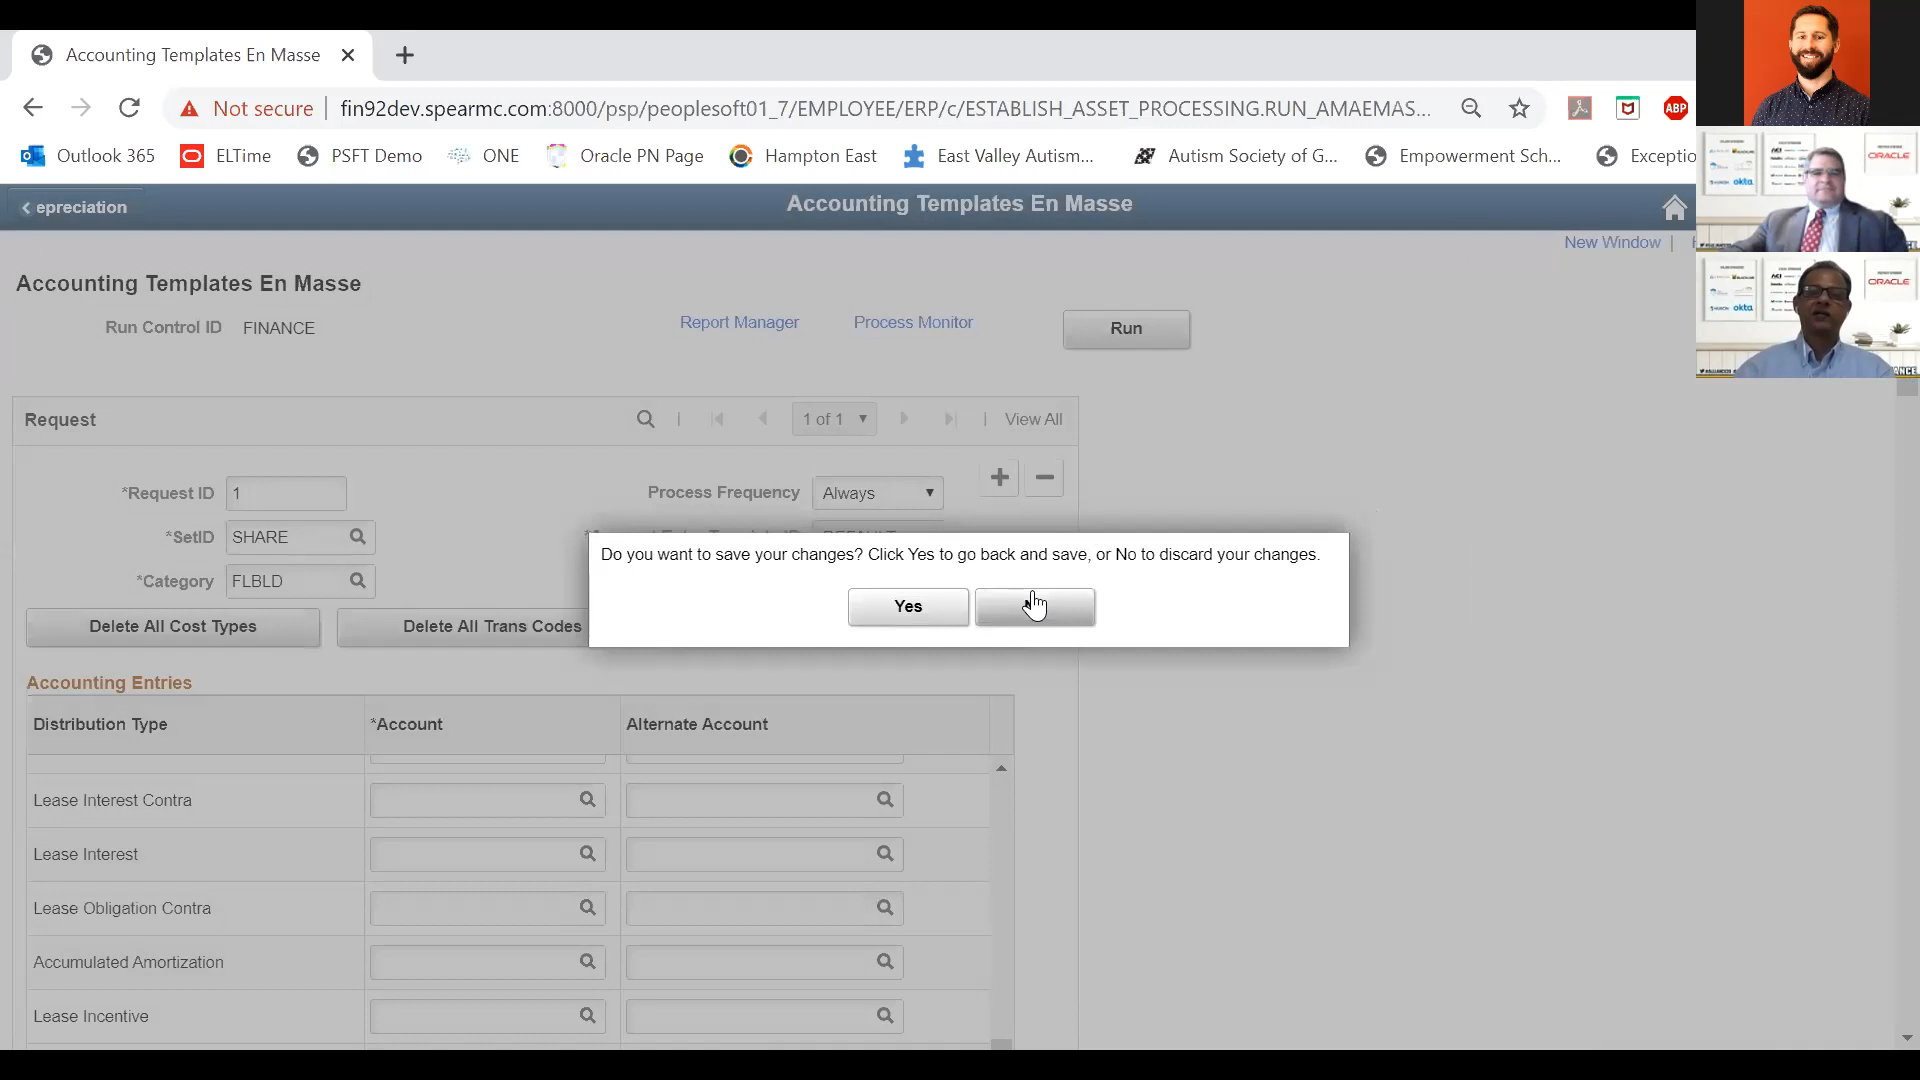 Accounting Templates En Masse
Not secure
fin92dev.spearmc.com:8000/psp/peoplesoft01_7/EMPLOYEE/ERP/c/ESTABLISH_ASSET_PROCESSING.RUN_AMAEMAS...
ABP
Outlook 365
ELTime
PSFT Demo
ONE
Oracle PN Page
Hampton East
East Valley Autism...
Autism Society of G...
Empowerment Sch...
Exceptio
ORACLE
okta
epreciation
Accounting Templates En Masse
New Window |
Accounting Templates En Masse
Run Control ID FINANCE
Report Manager
Process Monitor
Run
ORACLE
okta
Request
1 of 1
View All
*Request ID 1
Process Frequency Always
*SetID SHARE
*Category FLBLD
Do you want to save your changes? Click Yes to go back and save, or No to discard your changes.
Yes
Delete All Cost Types
Delete All Trans Codes
Accounting Entries
Distribution Type
*Account
Alternate Account
Lease Interest Contra
Lease Interest
Lease Obligation Contra
Accumulated Amortization
Lease Incentive